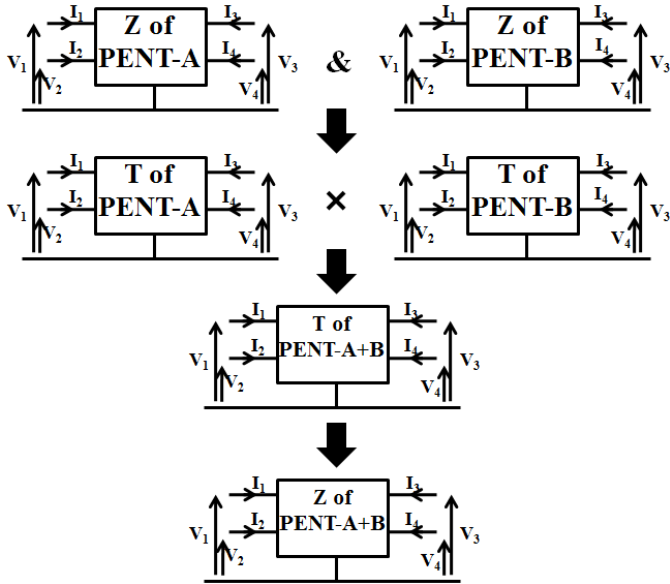 I₁ Z of I₃ I₁ Z of I₃
V₁ I₂ PENT-A I₄ V₃ & V₁ I₂ PENT-B I₄ V₃
V₂ V₄ V₂ V₄
I₁ T of I₃ I₁ T of I₃
V₁ I₂ PENT-A I₄ V₃ × V₁ I₂ PENT-B I₄ V₃
V₂ V₄ V₂ V₄
I₁ T of I₃
V₁ I₂ PENT-A+B I₄ V₃
V₂ V₄
I₁ Z of I₃
V₁ I₂ PENT-A+B I₄ V₃
V₂ V₄